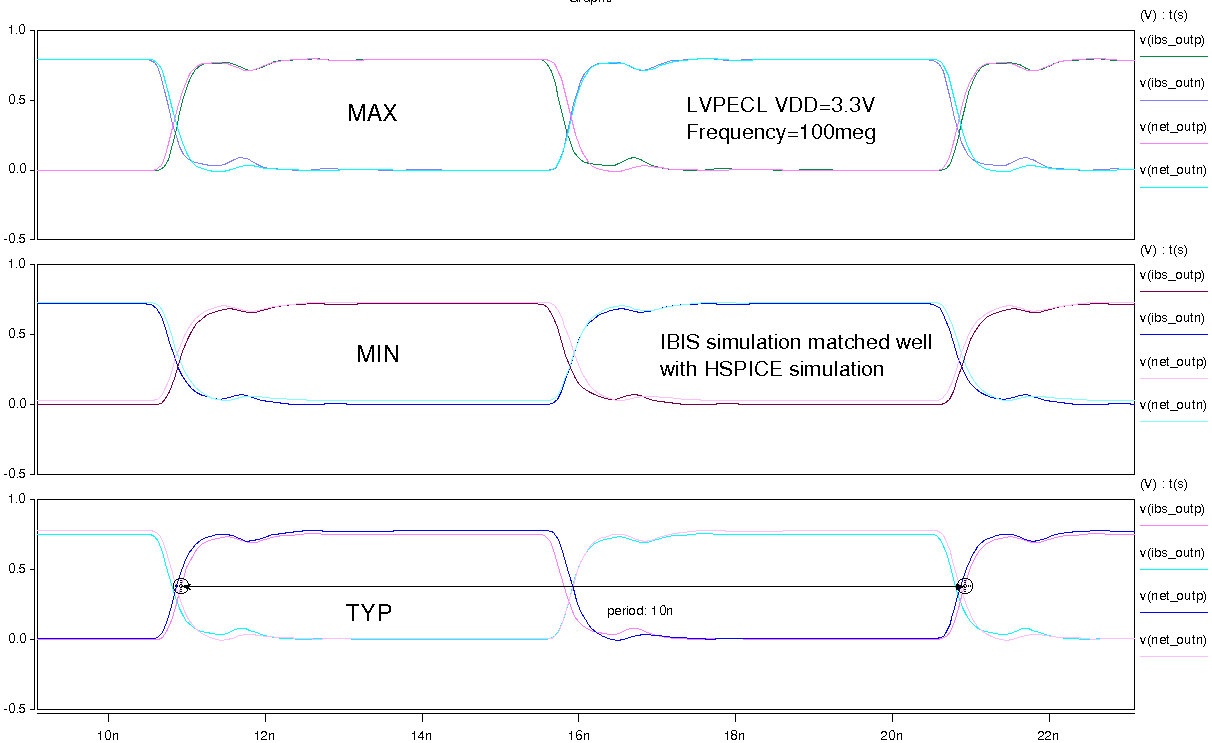 (V) : t(s)
1.0
v(ibs_outp)
v(ibs_outn)
0.5
MAX
LVPECL VDD=3.3V
Frequency=100meg
v(net_outp)
0.0
v(net_outn)
-0.5
(V) : t(s)
1.0
v(ibs_outp)
v(ibs_outn)
0.5
MIN
IBIS simulation matched well
with HSPICE simulation
v(net_outp)
0.0
v(net_outn)
-0.5
(V) : t(s)
1.0
v(ibs_outp)
v(ibs_outn)
0.5
v(net_outp)
TYP
period: 10n
0.0
v(net_outn)
-0.5
10n 12n 14n 16n 18n 20n 22n